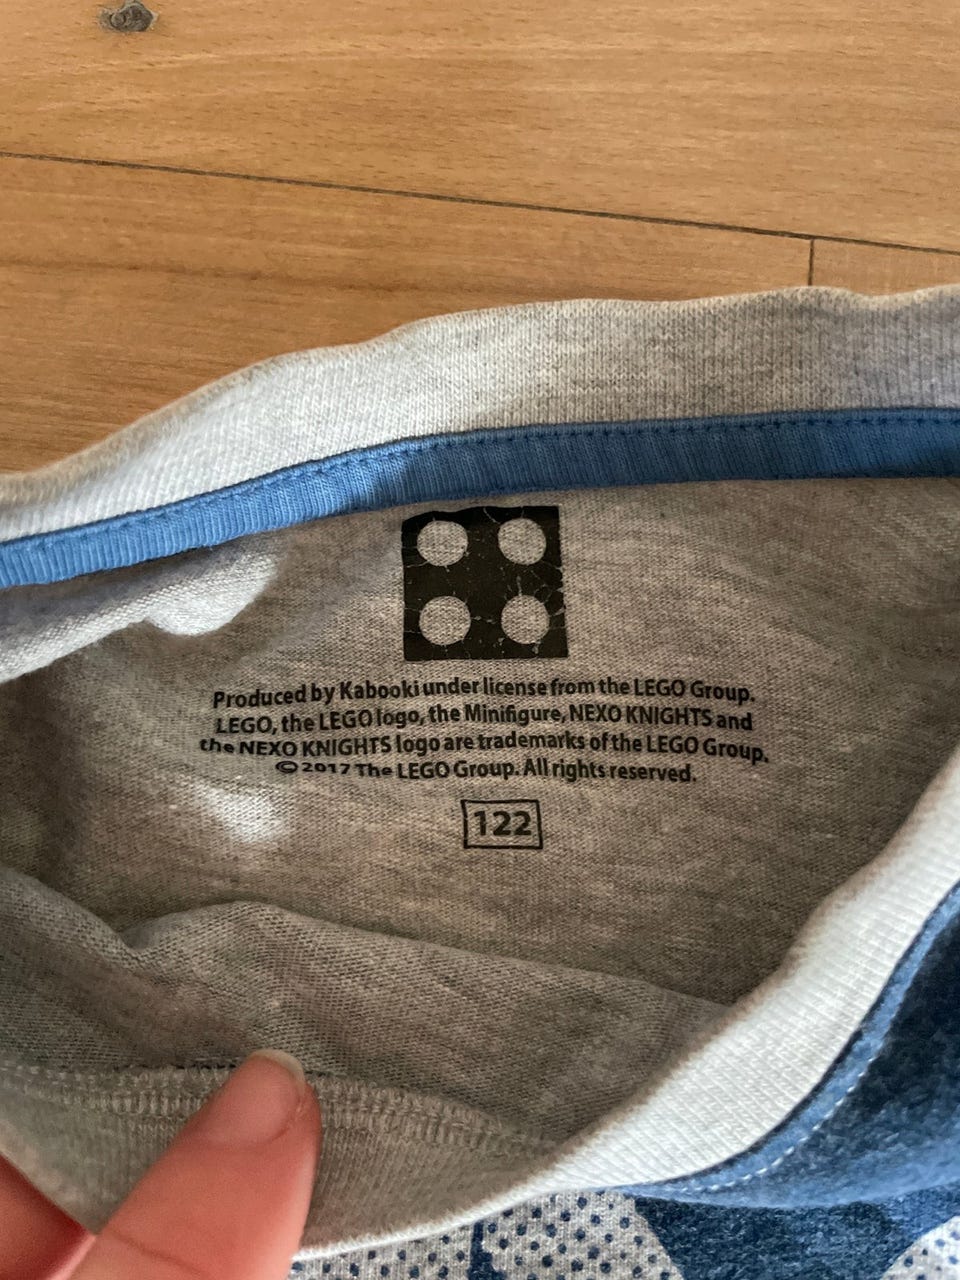 Produced by Kabooki under license from the LEGO Group.
LEGO, the LEGO logo, the Minifigure, NEXO KNIGHTS and
the NEXO KNIGHTS logo are trademarks of the LEGO Group.
©2017 The LEGO Group. All rights reserved.
122